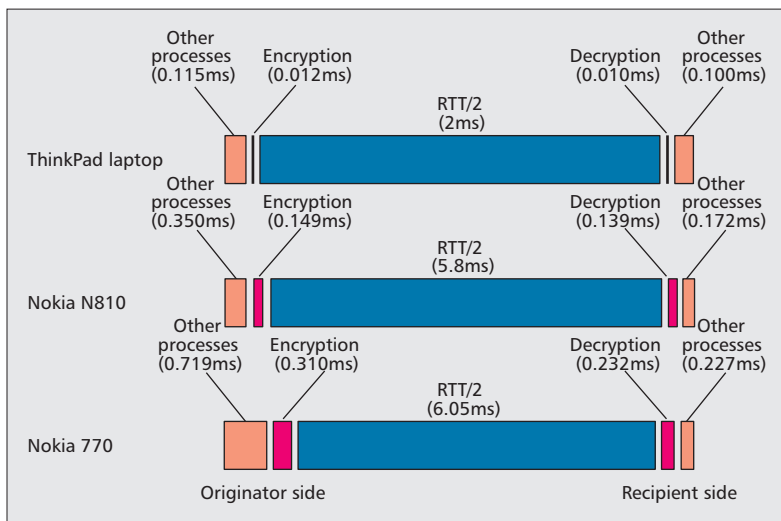 Other
processes
(0.115ms)
Encryption
(0.012ms)
RTT/2
(2ms)
Decryption
(0.010ms)
Other
processes
(0.100ms)
ThinkPad laptop
Other
processes
(0.350ms)
Encryption
(0.149ms)
RTT/2
(5.8ms)
Decryption
(0.139ms)
Other
processes
(0.172ms)
Nokia N810
Other
processes
(0.719ms)
Encryption
(0.310ms)
RTT/2
(6.05ms)
Decryption
(0.232ms)
Other
processes
(0.227ms)
Nokia 770
Originator side
Recipient side